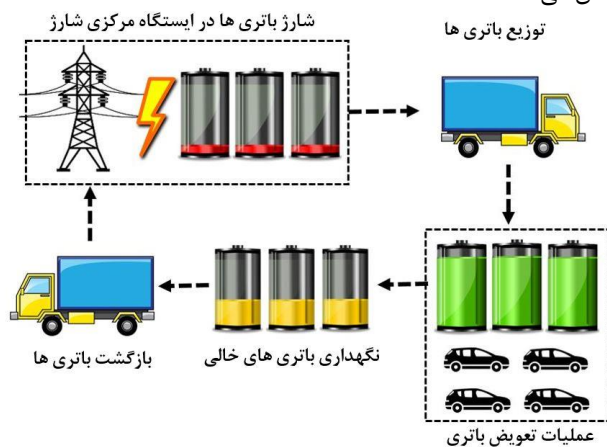 شارژ باتری ها در ایستگاه مرکزی شارژ
توزیع باتری ها
نگهداری باتری های خالی
بازگشت باتری ها
عملیات تعویض باتری